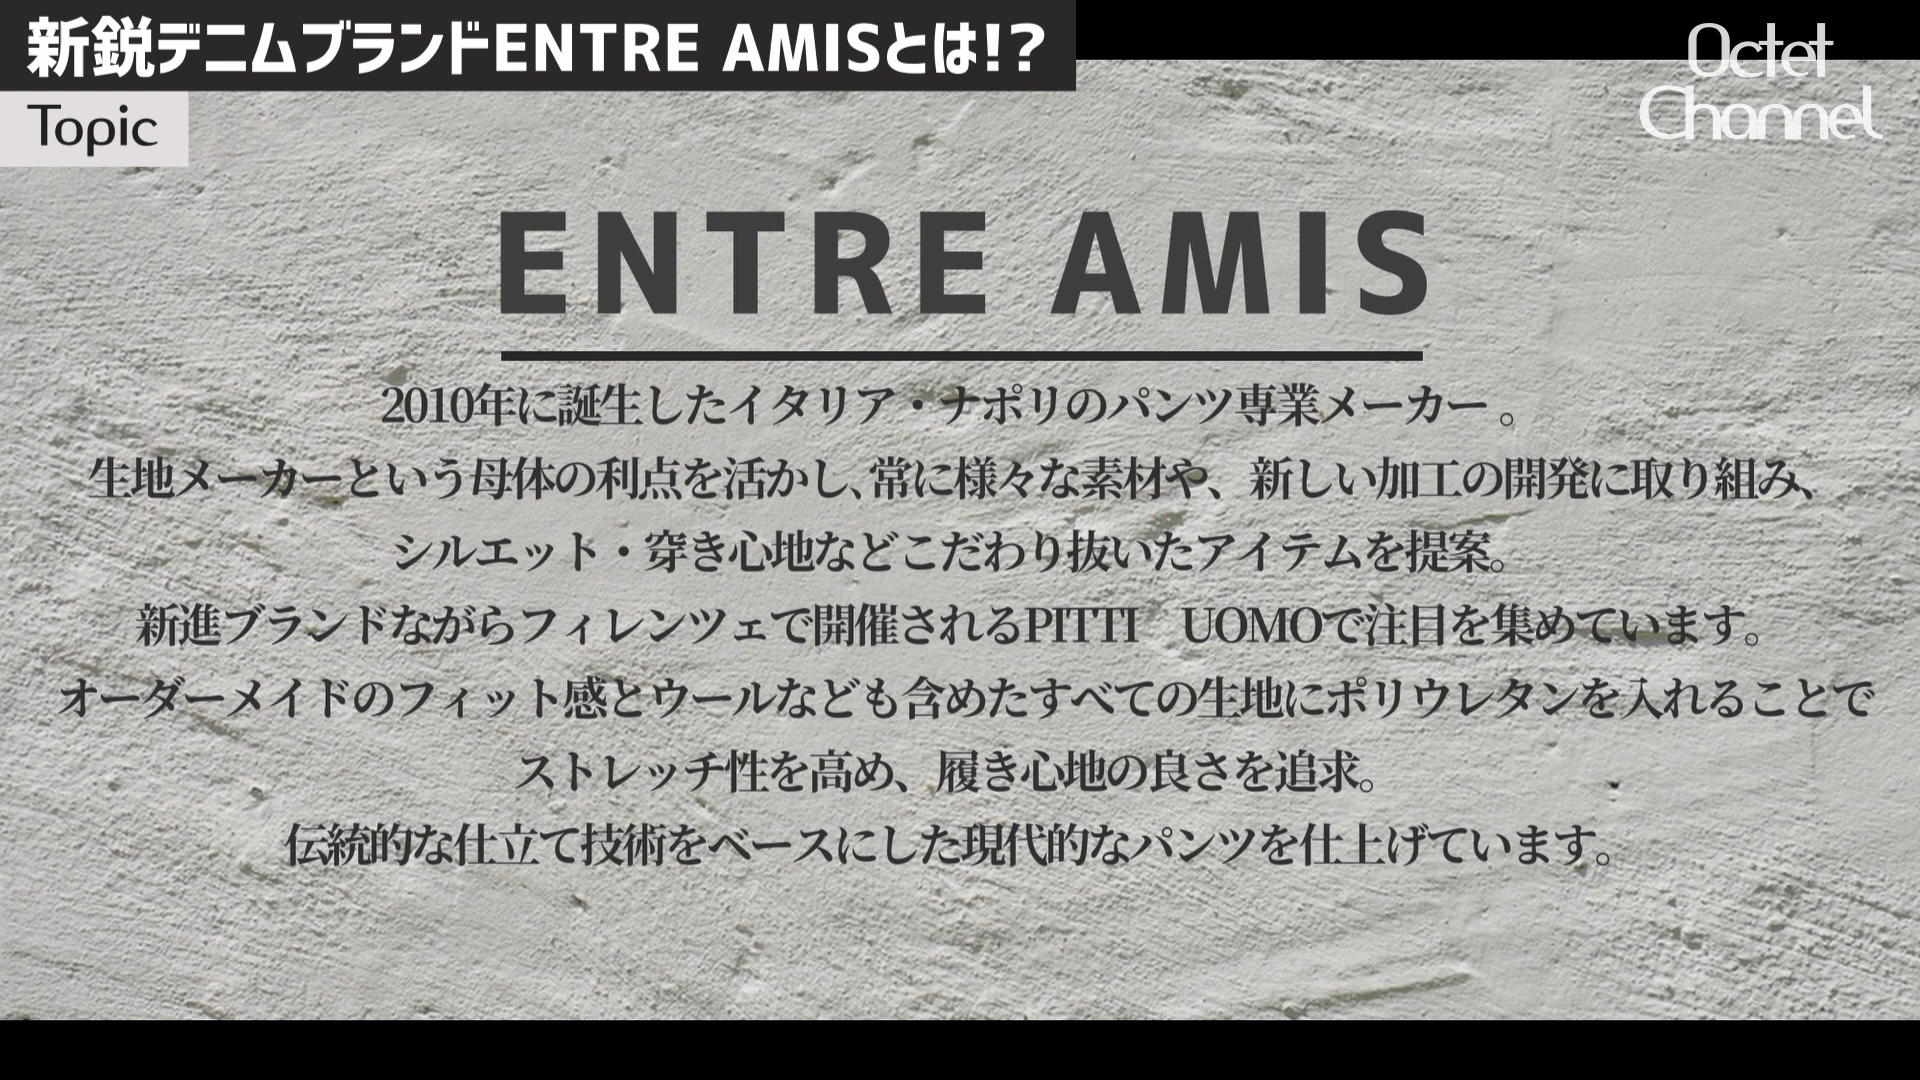 新鋭デニムブランドENTRE AMISとは!?
Topic
Octet
Channel
ENTRE AMIS
2010年に誕生したイタリア・ナポリのパンツ専業メーカー 。
生地メーカーという母体の利点を活かし、常に様々な素材や、新しい加工の開発に取り組み、
シルエット・穿き心地などこだわり抜いたアイテムを提案。
新進ブランドながらフィレンツェで開催されるPITTI　UOMOで注目を集めています。
オーダーメイドのフィット感とウールなども含めたすべての生地にポリウレタンを入れることで
ストレッチ性を高め、履き心地の良さを追求。
伝統的な仕立て技術をベースにした現代的なパンツを仕上げています。